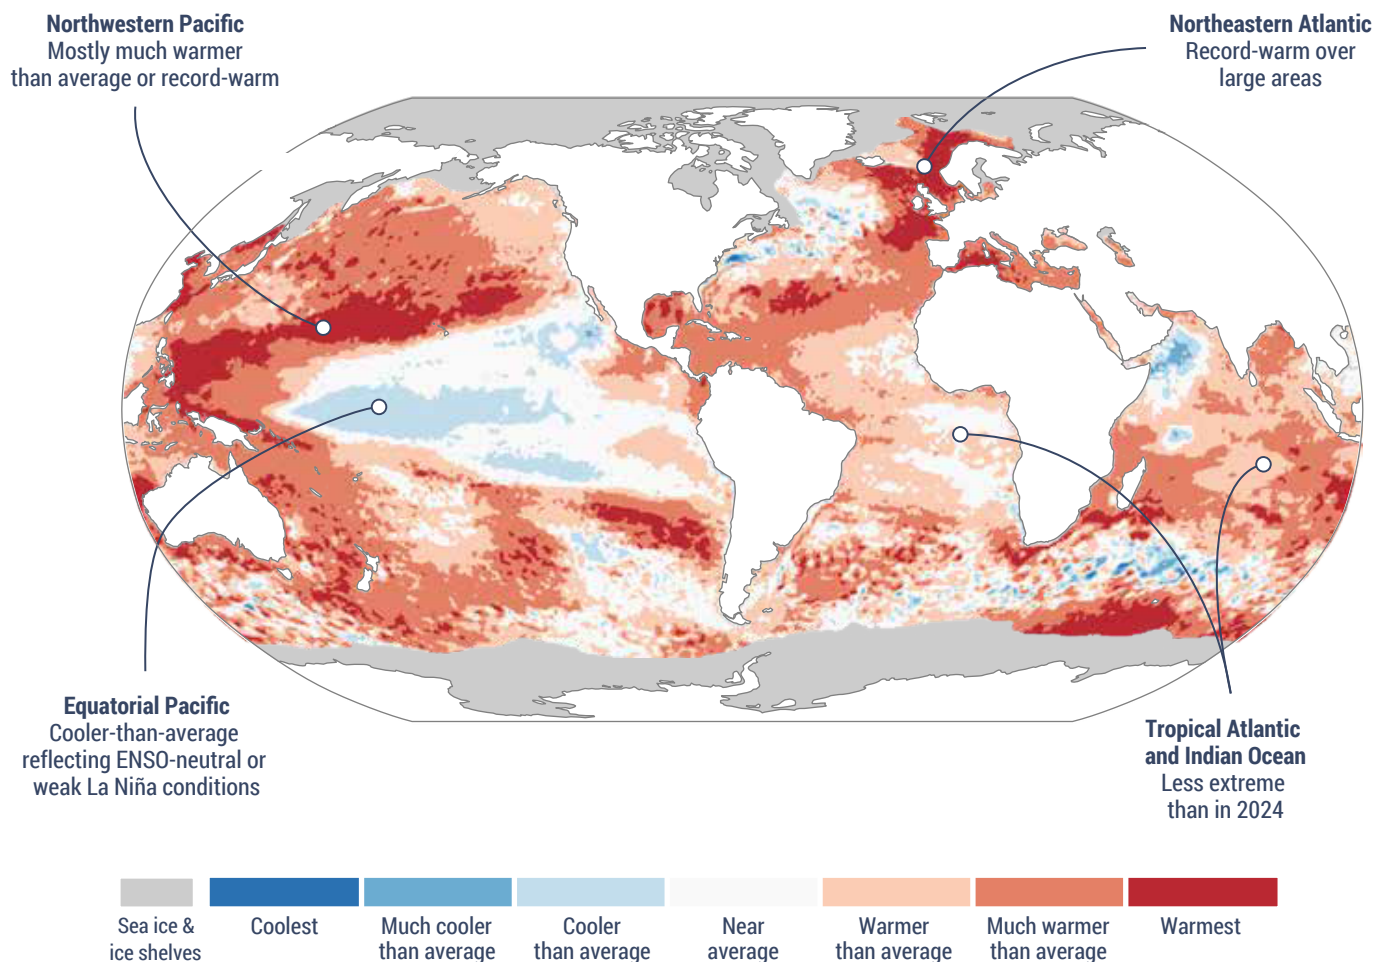 Northwestern Pacific
Mostly much warmer
than average or record-warm
Northeastern Atlantic
Record-warm over
large areas
Equatorial Pacific
Cooler-than-average
reflecting ENSO-neutral or
weak La Niña conditions
Tropical Atlantic
and Indian Ocean
Less extreme
than in 2024
Sea ice &
ice shelves
Coolest
Much cooler
than average
Cooler
than average
Near
average
Warmer
than average
Much warmer
than average
Warmest